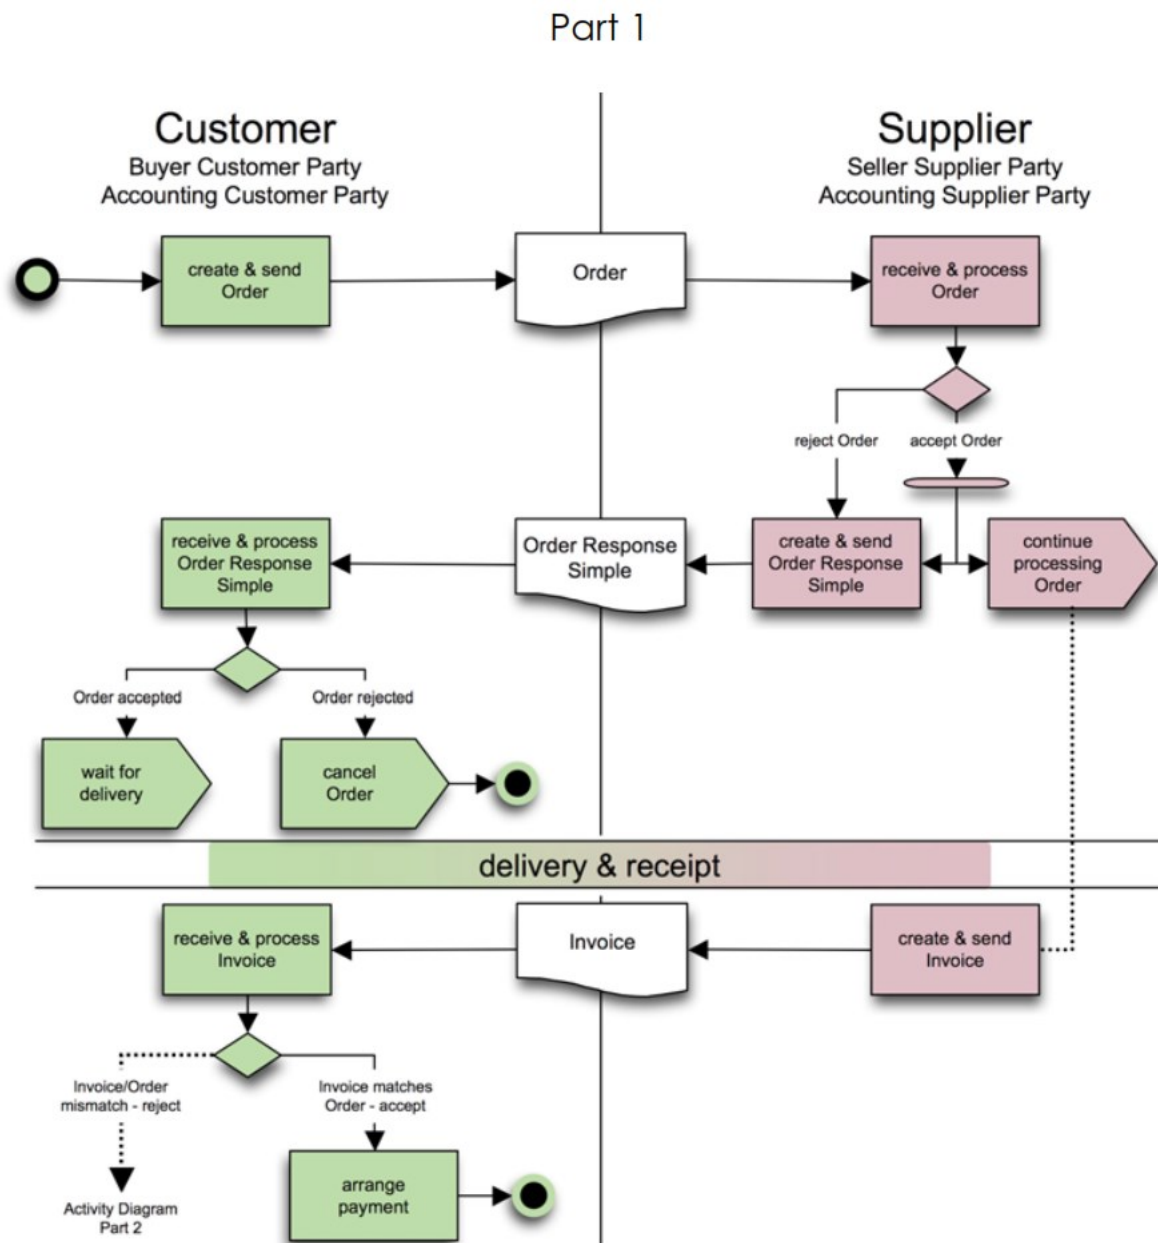 Part 1
Customer
Buyer Customer Party
Accounting Customer Party
Supplier
Seller Supplier Party
Accounting Supplier Party
create & send
Order
Order
receive & process
Order
reject Order
accept Order
receive & process
Order Response
Simple
Order Response
Simple
create & send
Order Response
Simple
continue
processing
Order
Order accepted
Order rejected
wait for
delivery
cancel
Order
delivery & receipt
receive & process
Invoice
Invoice
create & send
Invoice
Invoice/Order
mismatch - reject
Invoice matches
Order - accept
Activity Diagram
Part 2
arrange
payment